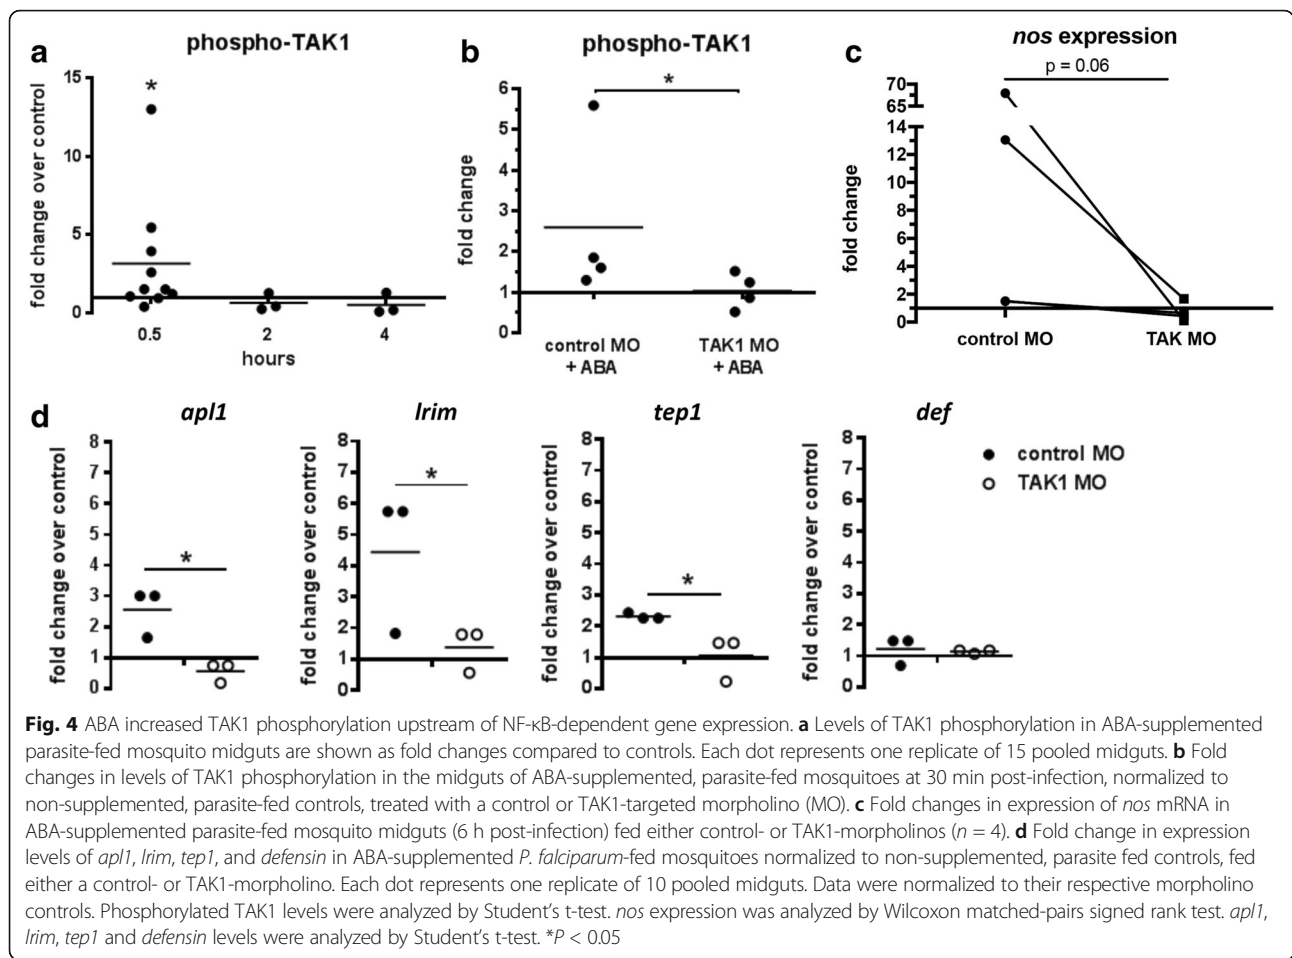 a
phospho-TAK1
fold change over control
15
10
5
0
*
0.5 2 4
hours
b
phospho-TAK1
fold change
6
5
4
3
2
1
0
*
control MO TAK1 MO
+ ABA + ABA
c
nos expression
p = 0.06
fold change
70
65
14
12
10
8
6
4
2
0
control MO TAK MO
d
apl1
fold change over control
8
7
6
5
4
3
2
1
0
*
lrim
fold change over control
8
7
6
5
4
3
2
1
0
*
tep1
fold change over control
8
7
6
5
4
3
2
1
0
*
def
fold change over control
8
7
6
5
4
3
2
1
0
control MO
TAK1 MO
Fig. 4 ABA increased TAK1 phosphorylation upstream of NF-κB-dependent gene expression. a Levels of TAK1 phosphorylation in ABA-supplemented
parasite-fed mosquito midguts are shown as fold changes compared to controls. Each dot represents one replicate of 15 pooled midguts. b Fold
changes in levels of TAK1 phosphorylation in the midguts of ABA-supplemented, parasite-fed mosquitoes at 30 min post-infection, normalized to
non-supplemented, parasite-fed controls, treated with a control or TAK1-targeted morpholino (MO). c Fold changes in expression of nos mRNA in
ABA-supplemented parasite-fed mosquito midguts (6 h post-infection) fed either control- or TAK1-morpholinos (n = 4). d Fold change in expression
levels of apl1, lrim, tep1, and defensin in ABA-supplemented P. falciparum-fed mosquitoes normalized to non-supplemented, parasite fed controls, fed
either a control- or TAK1-morpholino. Each dot represents one replicate of 10 pooled midguts. Data were normalized to their respective morpholino
controls. Phosphorylated TAK1 levels were analyzed by Student's t-test. nos expression was analyzed by Wilcoxon matched-pairs signed rank test. apl1,
lrim, tep1 and defensin levels were analyzed by Student's t-test. *P < 0.05